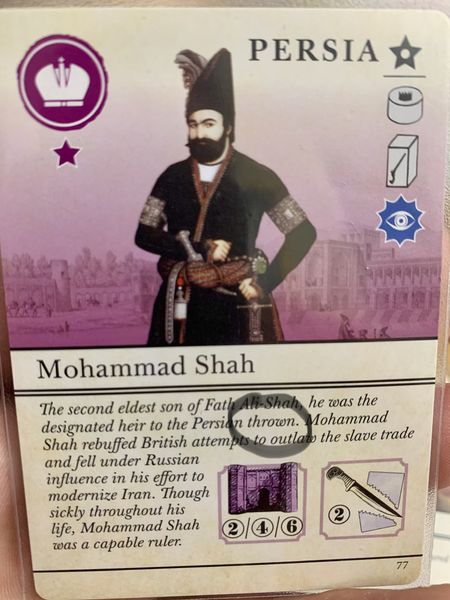 PERSIA
Mohammad Shah
The second eldest son of Fath Ali-Shah, he was the
designated heir to the Persian thrown. Mohammad
Shah rebuffed British attempts to outlaw the slave trade
and fell under Russian
influence in his effort to
modernize Iran. Though
sickly throughout his
life, Mohammad Shah
was a capable ruler.
2/4/6
2
77